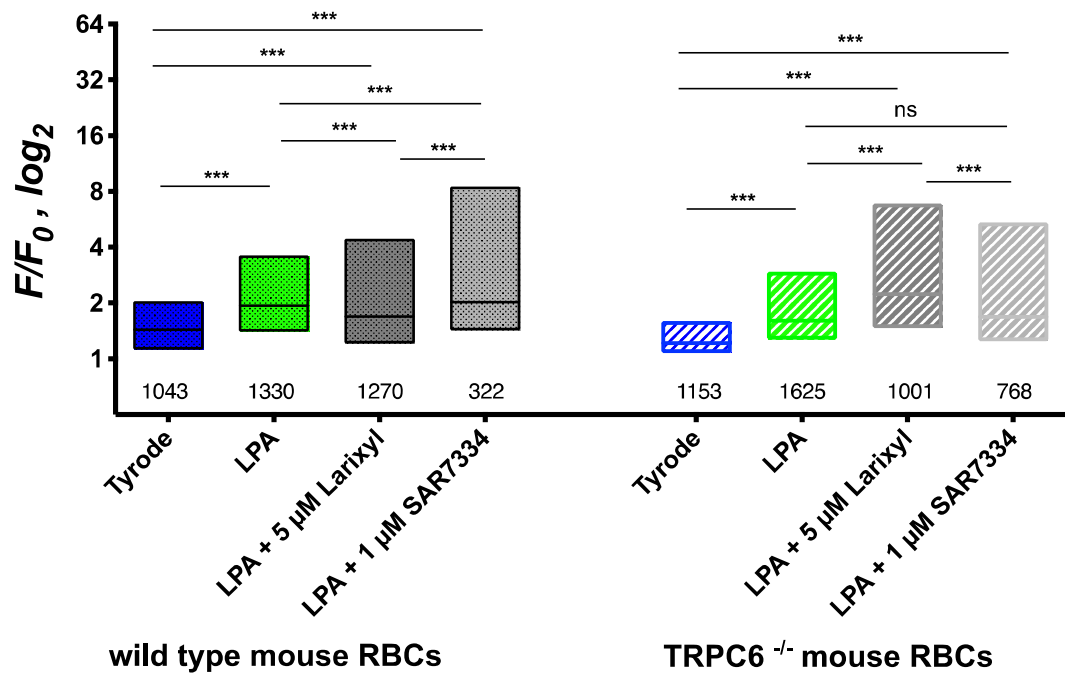 F/F0 , log2
64
32
16
8
4
2
1
***
***
***
***
***
***
***
***
ns
***
***
***
1043 1330 1270 322 1153 1625 1001 768
Tyrode
LPA
LPA + 5 µM Larixyl
LPA + 1 µM SAR7334
Tyrode
LPA
LPA + 5 µM Larixyl
LPA + 1 µM SAR7334
wild type mouse RBCs
TRPC6 -/- mouse RBCs